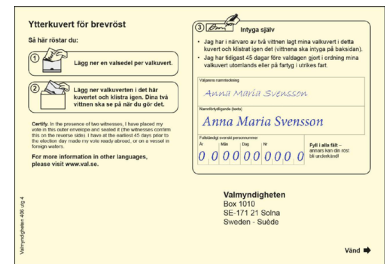 Ytterkuvert för brevröst
Så här röstar du:
1
Lägg ner en valsedel per valkuvert.
2
Lägg ner valkuverten i det här
kuvertet och klistra igen. Dina två
vittnen ska se på när du gör det.
Certify. In the presence of two witnesses, I have placed my
vote in this outer envelope and sealed it (the witnesses confirm
this on the reverse side). I have at the earliest 45 days prior to
the election day made my vote ready abroad, or on a vessel in
foreign waters.
For more information in other languages,
please visit www.val.se.
Valmyndigheten 406 utg 4
3
Intyga själv
• Jag har i närvaro av två vittnen lagt mina valkuvert i detta
kuvert och klistrat igen det (vittnena ska intyga på baksidan).
• Jag har tidigast 45 dagar före valdagen gjort i ordning mina
valkuvert utomlands eller på fartyg i utrikes fart.
Väljarens namnteckning
Anna Maria Svensson
Namnförtydligande (texta)
Anna Maria Svensson
Fullständigt svenskt personnummer
År Mån Dag Nr
0 0 0 0 0 0 0 0 0 0
Fyll i alla fält –
annars kan din röst
bli underkänd!
Valmyndigheten
Box 1010
SE-171 21 Solna
Sweden - Suède
Vänd